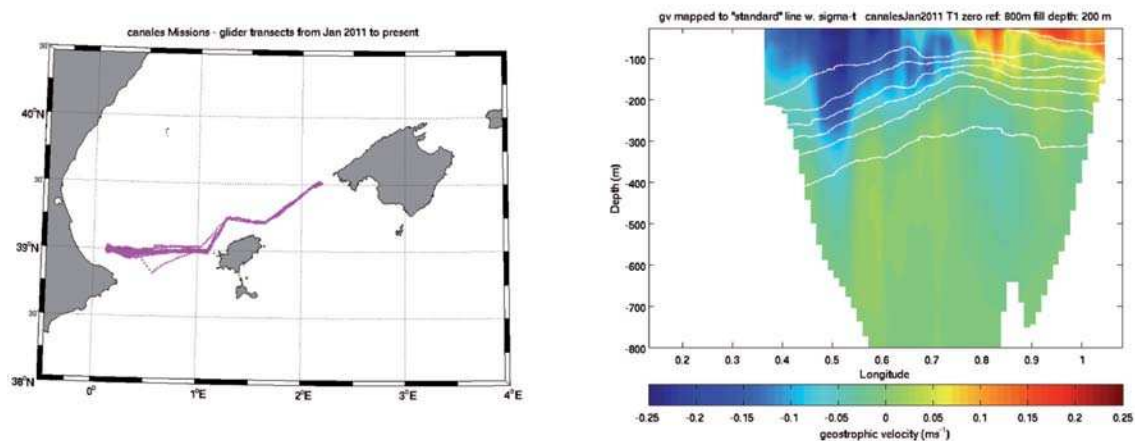 canales Missions - glider transects from Jan 2011 to present
30'
40°N
30'
39°N
30'
38°N
0°
1°E
2°E
3°E
4°E
gv mapped to "standard" line w. sigma-t canalesJan2011 T1 zero ref: 800m fill depth: 200 m
-100
-200
-300
-400
-500
-600
-700
-800
Depth (m)
0.2 0.3 0.4 0.5 0.6 0.7 0.8 0.9 1
Longitude
-0.25 -0.2 -0.15 -0.1 -0.05 0 0.05 0.1 0.15 0.2 0.25
geostrophic velocity (ms⁻¹)